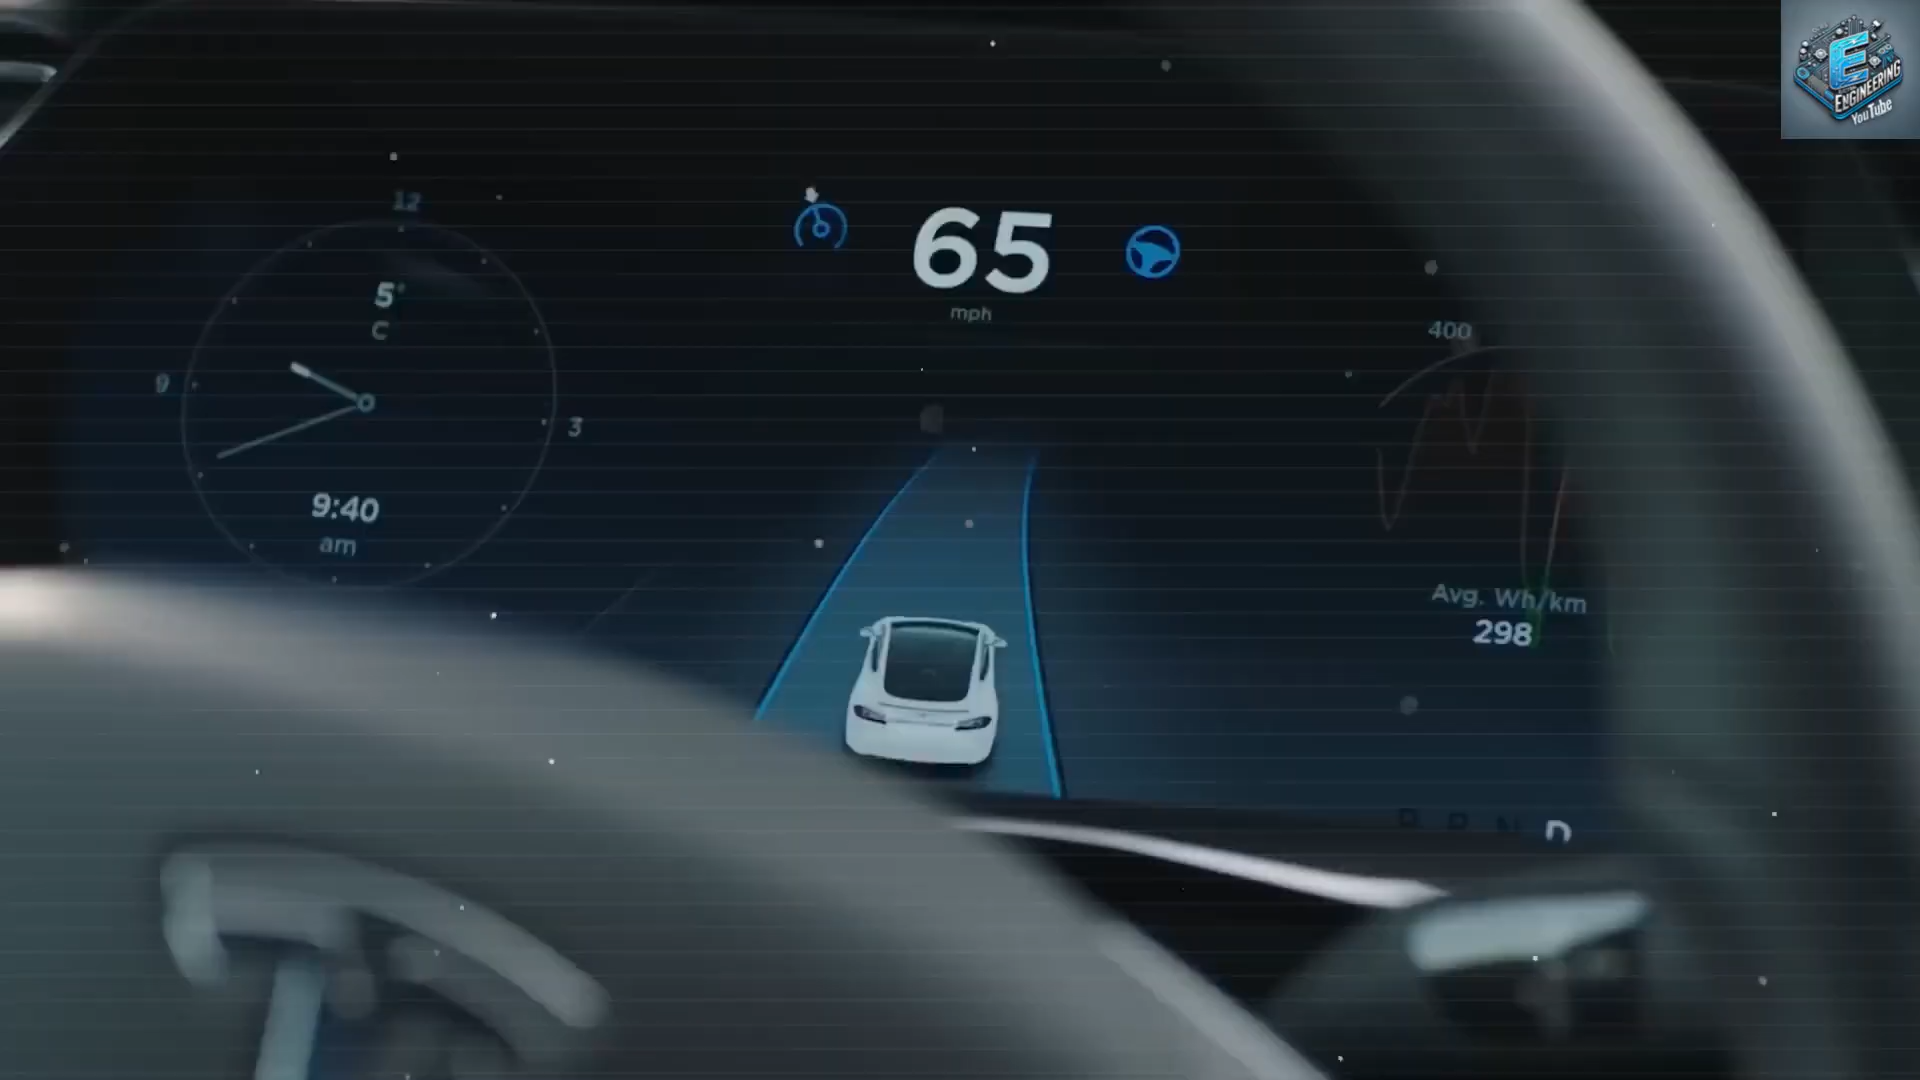 E
ENGINEERING
YouTube
12
5°
C
9
3
9:40
am
65
mph
400
Avg. Wh/km
298
P R N D